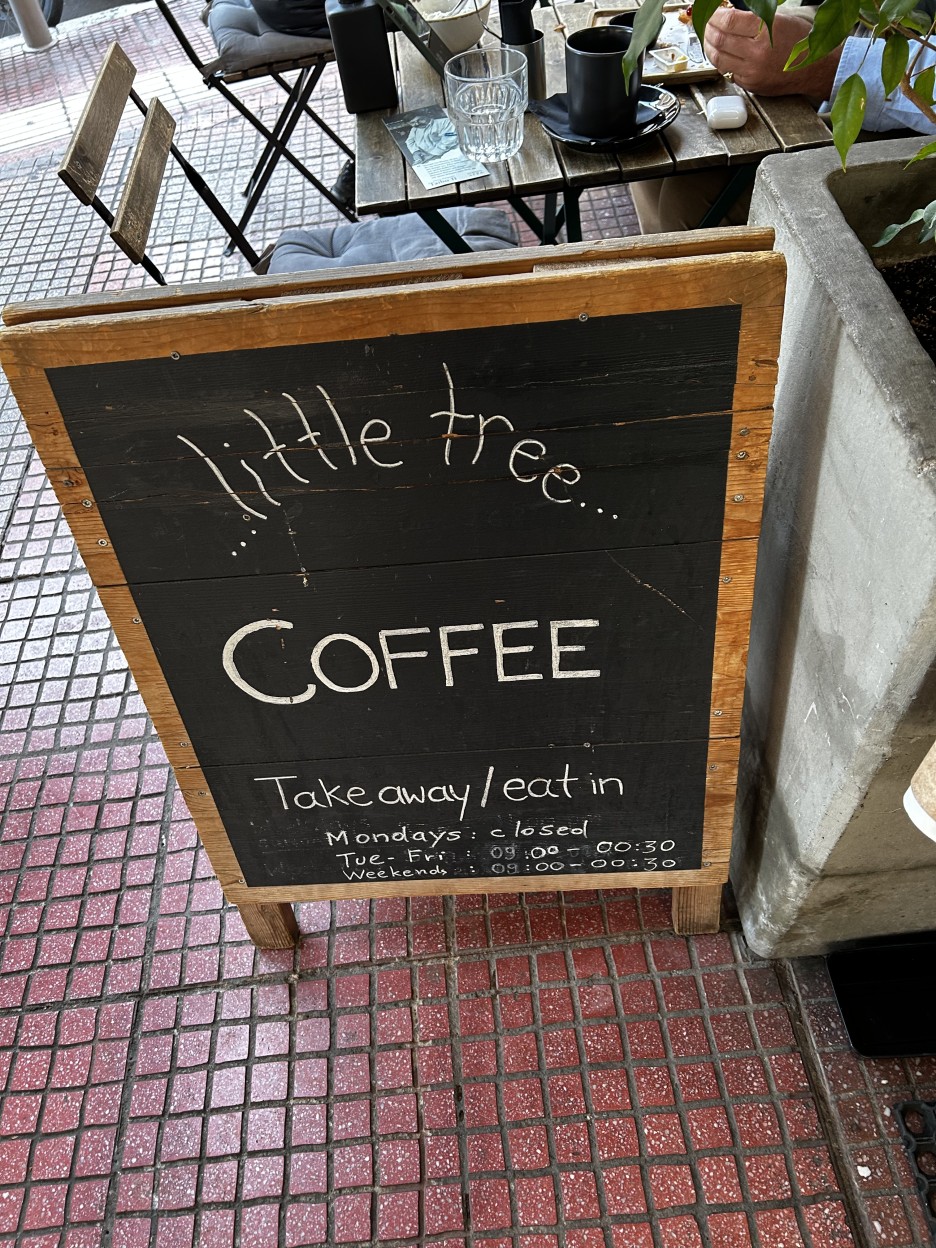 little tree...
COFFEE
Take away/eat in
Mondays: closed
Tue-Fri : 09:00 - 00:30
Weekends : 09:00 - 00:30